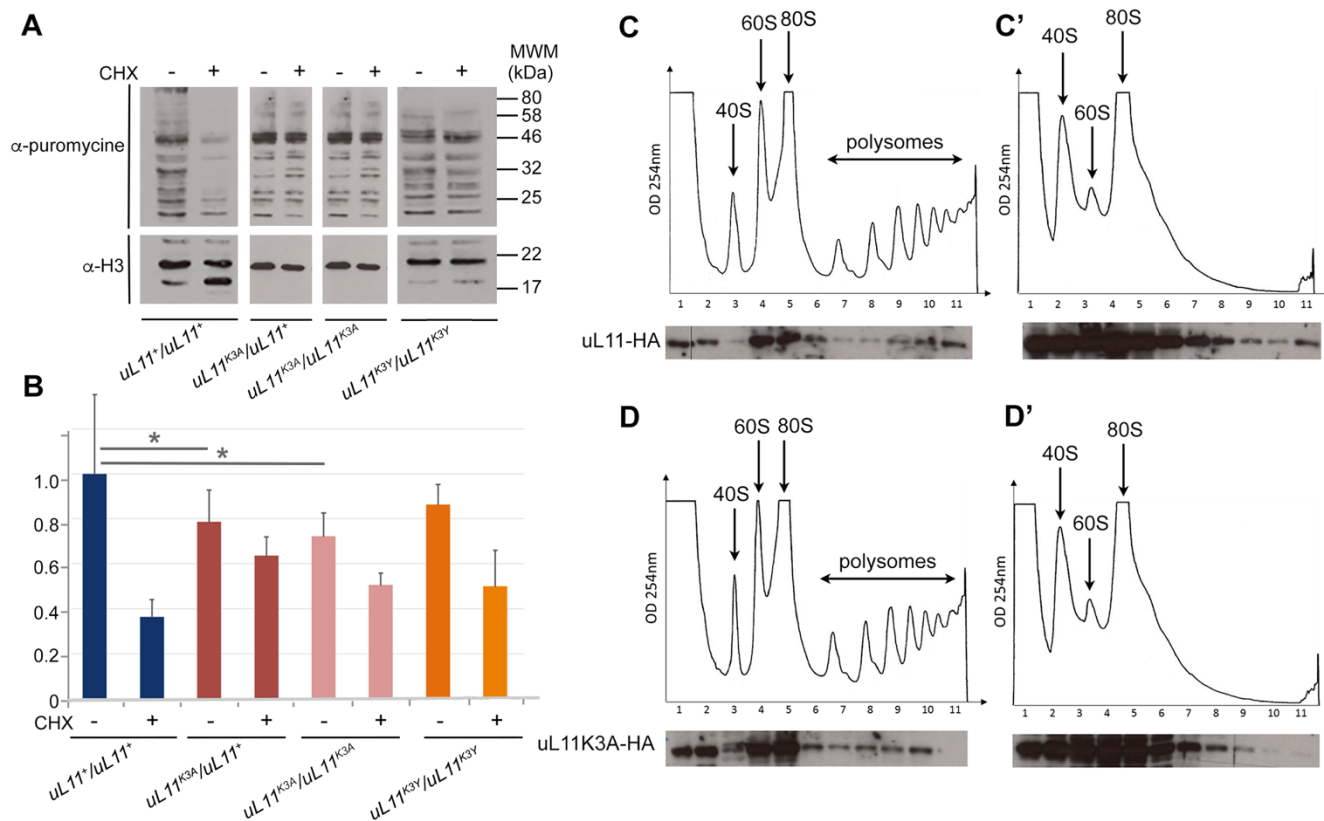 A
CHX - + - + - + - + MWM (kDa)
80
58
46
32
25
α-puromycine
22
17
α-H3
uL11+/uL11+
uL11K3A/uL11+
uL11K3A/uL11K3A
uL11K3Y/uL11K3Y
B
* *
1.0
0.8
0.6
0.4
0.2
0
CHX - + - + - + - +
uL11+/uL11+
uL11K3A/uL11+
uL11K3A/uL11K3A
uL11K3Y/uL11K3Y
C
60S 80S
40S
polysomes
OD 254nm
1 2 3 4 5 6 7 8 9 10 11
uL11-HA
C'
80S
40S
60S
OD 254nm
1 2 3 4 5 6 7 8 9 10 11
D
60S 80S
40S
polysomes
OD 254nm
1 2 3 4 5 6 7 8 9 10 11
uL11K3A-HA
D'
80S
40S
60S
OD 254nm
1 2 3 4 5 6 7 8 9 10 11